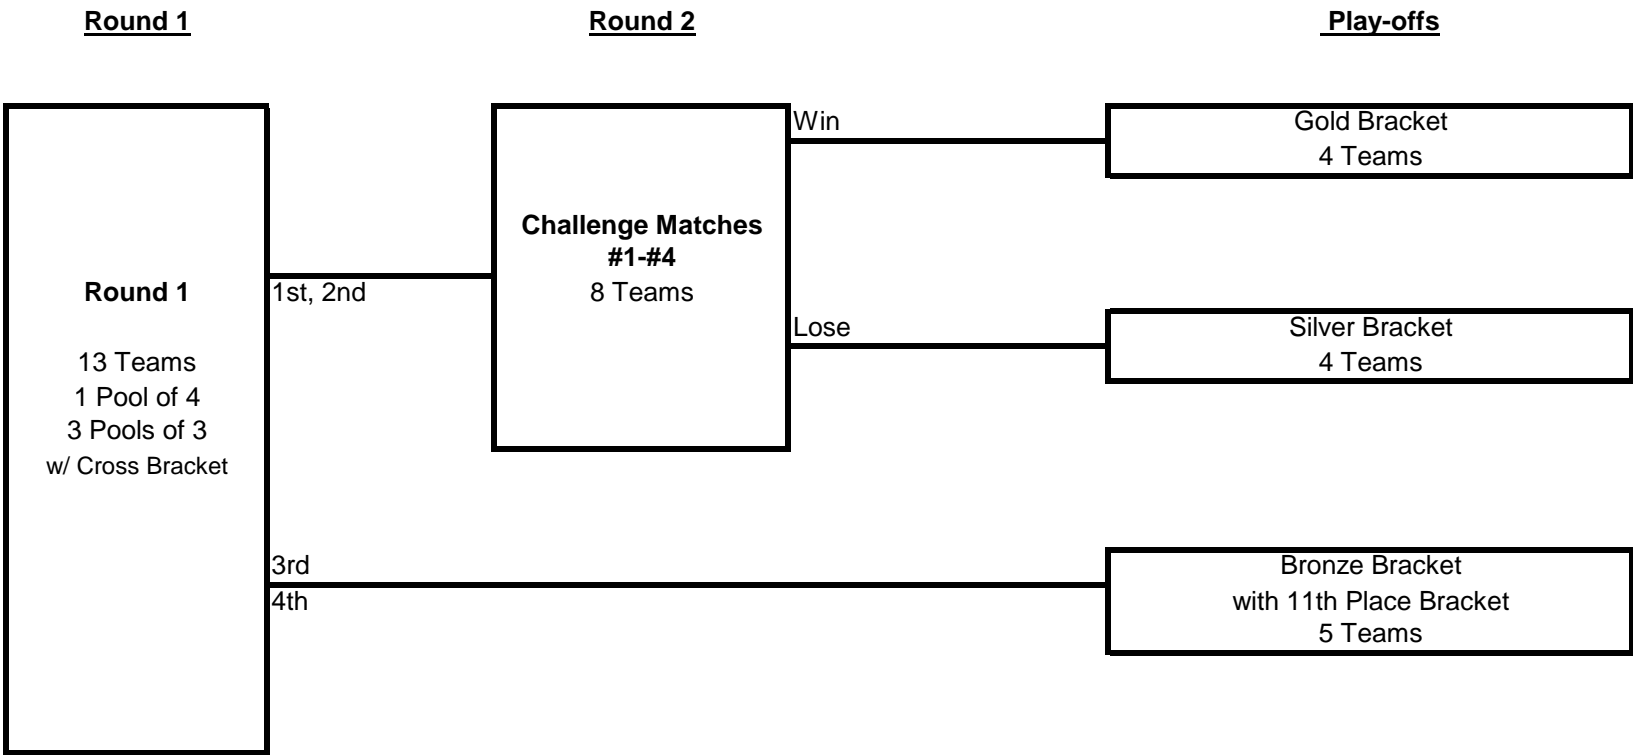 Round 1
Round 2
Play-offs
Round 1
13 Teams
1 Pool of 4
3 Pools of 3
w/ Cross Bracket
1st, 2nd
3rd
4th
Challenge Matches
#1-#4
8 Teams
Win
Lose
Gold Bracket
4 Teams
Silver Bracket
4 Teams
Bronze Bracket
with 11th Place Bracket
5 Teams